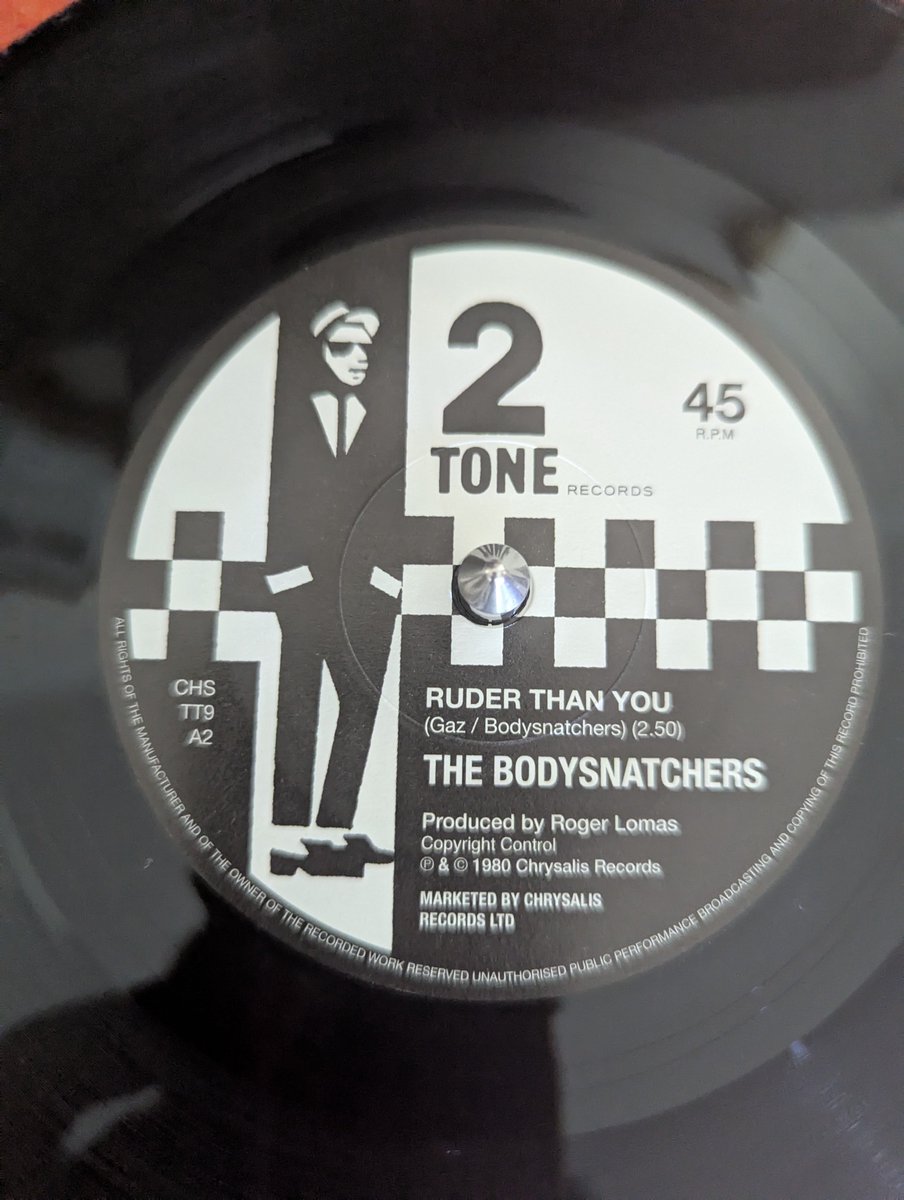 2
TONE RECORDS
45
R.P.M
CHS
TT9
A2
RUDER THAN YOU
(Gaz / Bodysnatchers) (2.50)
THE BODYSNATCHERS
Produced by Roger Lomas
Copyright Control
℗ & © 1980 Chrysalis Records
MARKETED BY CHRYSALIS
RECORDS LTD
ALL RIGHTS OF THE MANUFACTURER AND OF THE OWNER OF THE RECORDED WORK RESERVED UNAUTHORISED PUBLIC PERFORMANCE BROADCASTING AND COPYING OF THIS RECORD PROHIBITED